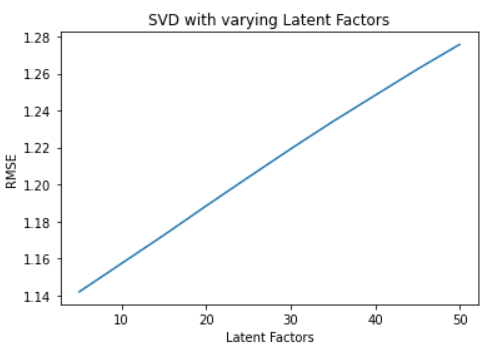 SVD with varying Latent Factors
1.28
1.26
1.24
1.22
1.20
1.18
1.16
1.14
RMSE
10 20 30 40 50
Latent Factors